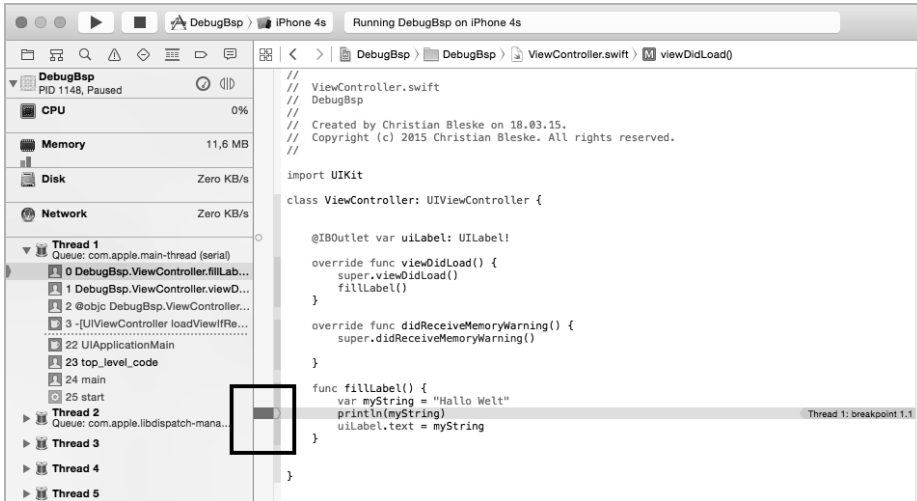 DebugBsp 〉 iPhone 4s
Running DebugBsp on iPhone 4s
DebugBsp 〉 DebugBsp 〉 ViewController.swift 〉 M viewDidLoad()
DebugBsp
PID 1148, Paused
CPU 0%
Memory 11,6 MB
Disk Zero KB/s
Network Zero KB/s
Thread 1
Queue: com.apple.main-thread (serial)
0 DebugBsp.ViewController.fillLab...
1 DebugBsp.ViewController.viewD...
2 @objc DebugBsp.ViewController...
3 -[UIViewController loadViewIfRe...
22 UIApplicationMain
23 top_level_code
24 main
25 start
Thread 2
Queue: com.apple.libdispatch-mana...
Thread 3
Thread 4
Thread 5
//
//  ViewController.swift
//  DebugBsp
//
//  Created by Christian Bleske on 18.03.15.
//  Copyright (c) 2015 Christian Bleske. All rights reserved.
//
import UIKit
class ViewController: UIViewController {
@IBOutlet var uiLabel: UILabel!
override func viewDidLoad() {
super.viewDidLoad()
fillLabel()
}
override func didReceiveMemoryWarning() {
super.didReceiveMemoryWarning()
}
func fillLabel() {
var myString = "Hallo Welt"
println(myString) Thread 1: breakpoint 1.1
uiLabel.text = myString
}
}